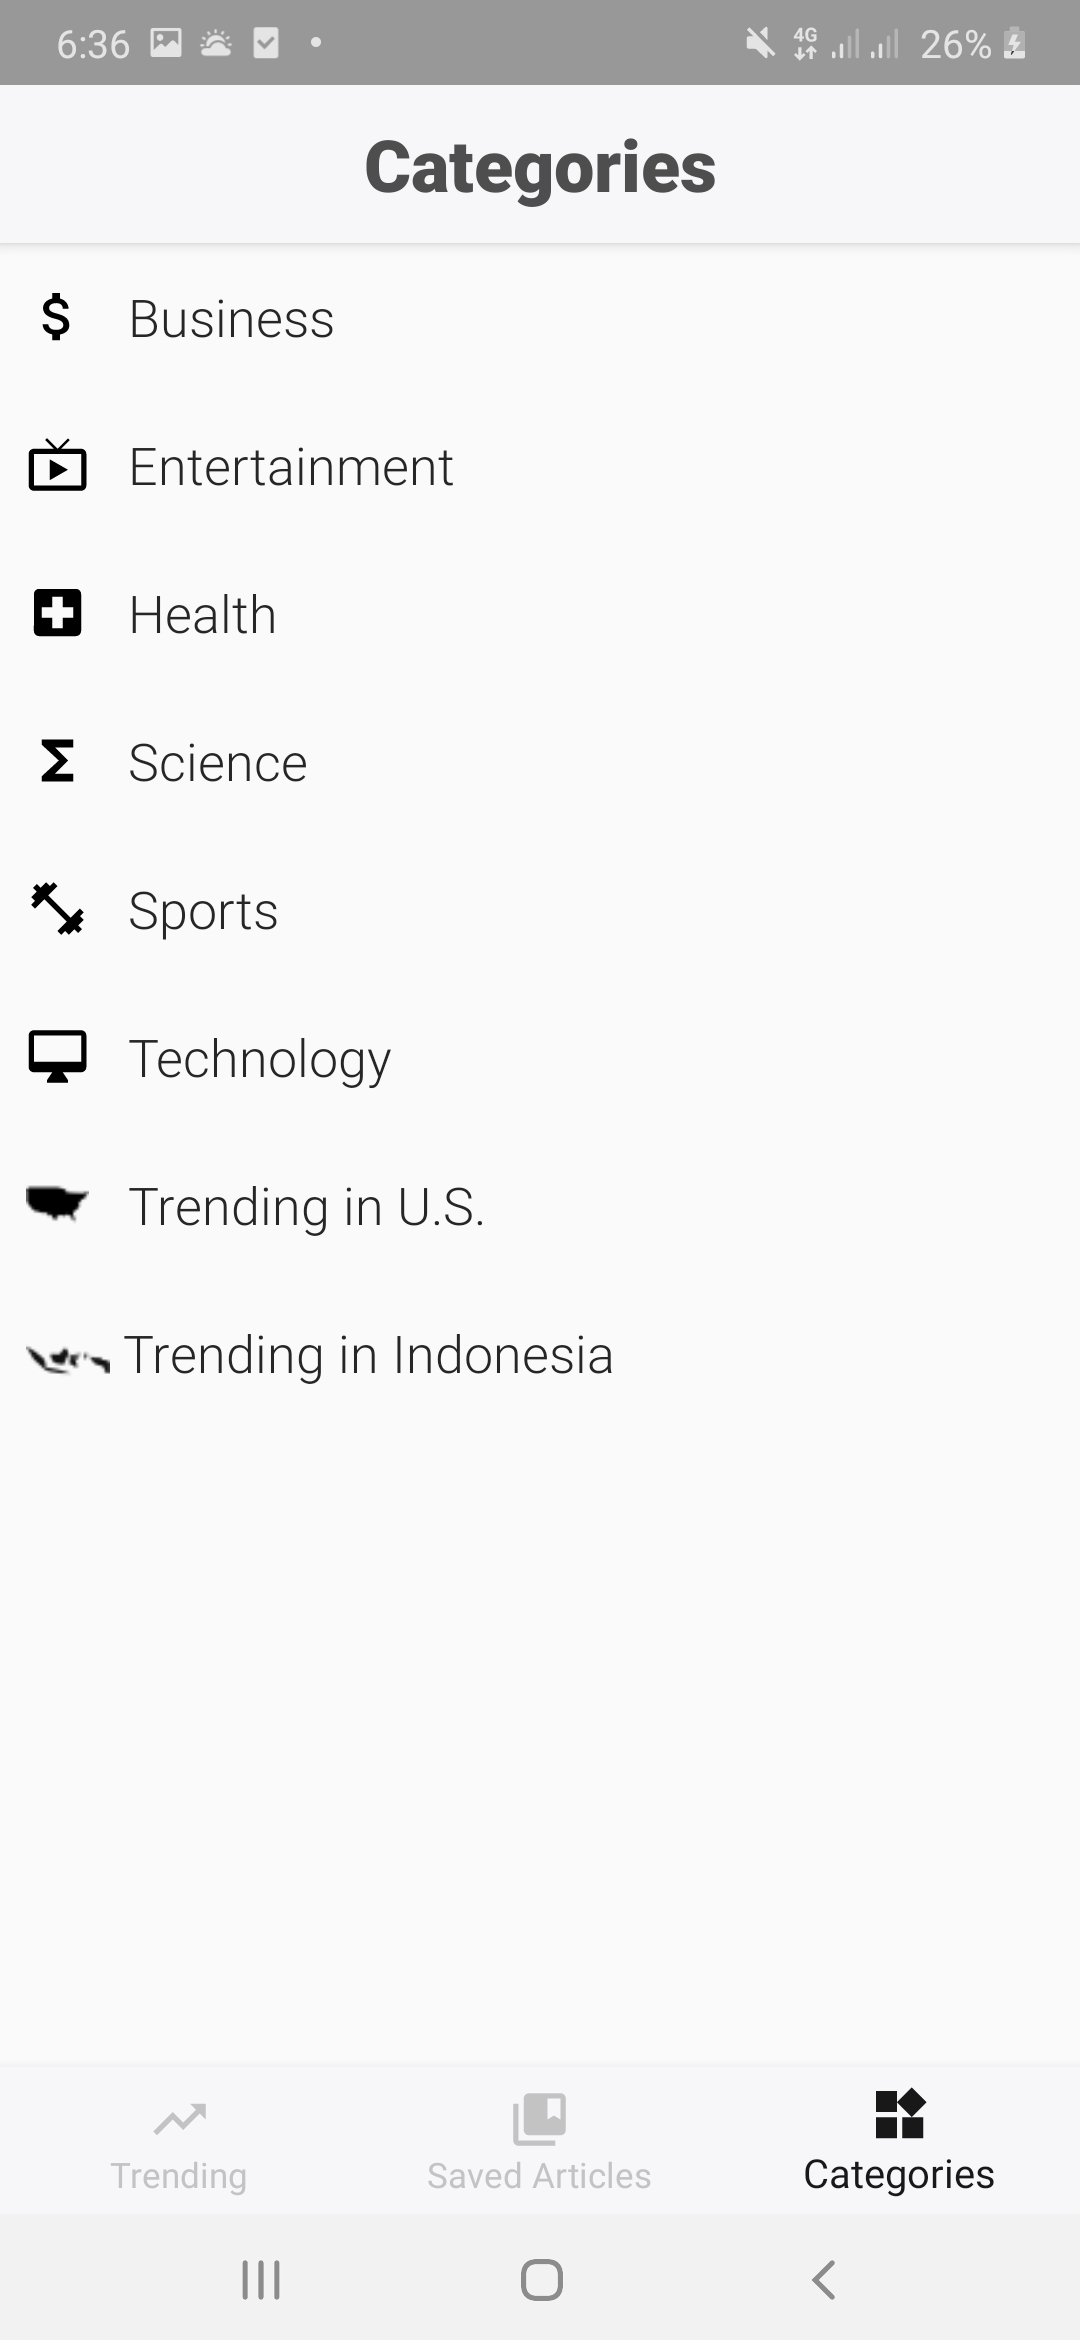 6:36 4G 26%
Categories
Business
Entertainment
Health
Science
Sports
Technology
Trending in U.S.
Trending in Indonesia
Trending Saved Articles Categories